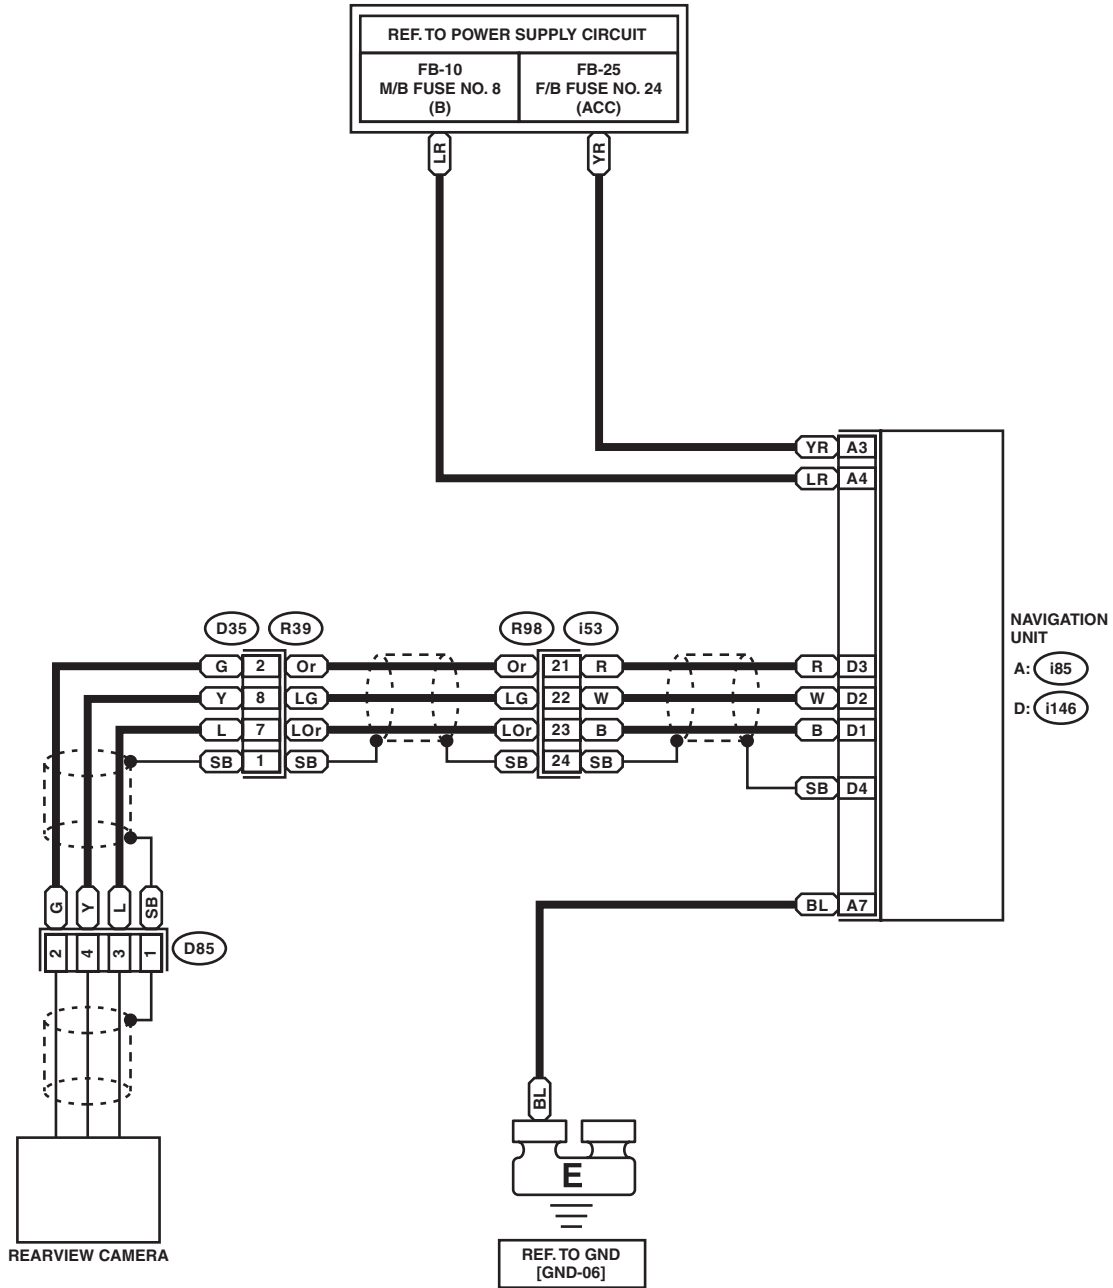 REF. TO POWER SUPPLY CIRCUIT
FB-10
M/B FUSE NO. 8
(B)
FB-25
F/B FUSE NO. 24
(ACC)
LR
YR
YR A3
LR A4
D35 R39 R98 i53
G 2 Or Or 21 R R D3
Y 8 LG LG 22 W W D2
L 7 LOr LOr 23 B B D1
SB 1 SB SB 24 SB
SB D4
NAVIGATION
UNIT
A: i85
D: i146
BL A7
G Y L SB
2 4 3 1
D85
BL
E
REARVIEW CAMERA
REF. TO GND
[GND-06]